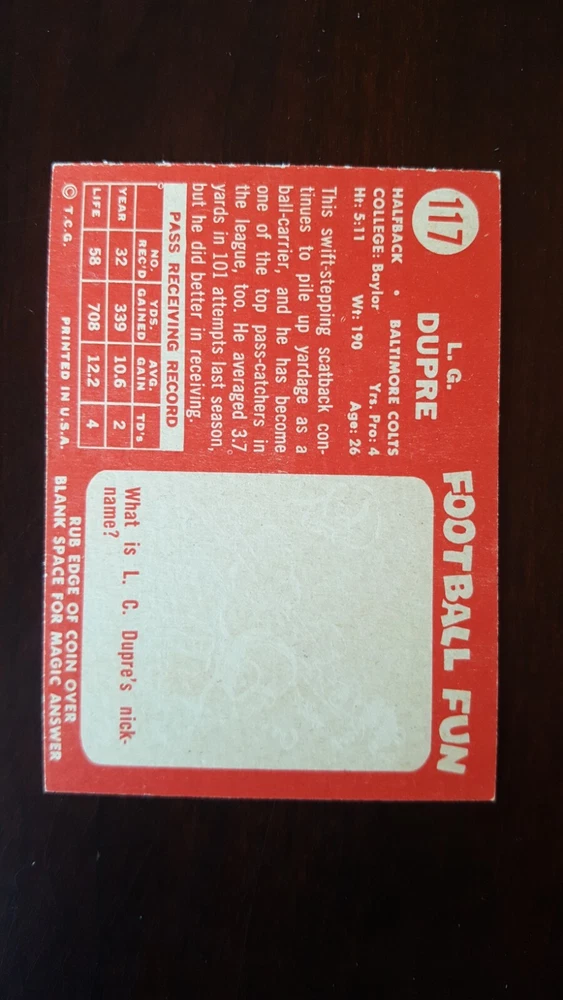 117
L. G.
DUPRE
HALFBACK • BALTIMORE COLTS
COLLEGE: Baylor Yrs. Pro: 4
Ht: 5:11 Wt: 190 Age: 26
This swift-stepping scatback con-
tinues to pile up yardage as a
ball-carrier, and he has become
one of the top pass-catchers in
the league, too. He averaged 3.7
yards in 101 attempts last season,
but he did better in receiving.
PASS RECEIVING RECORD
NO. YDS. AVG.
REC'D GAINED GAIN TD's
YEAR 32 339 10.6 2
LIFE 58 708 12.2 4
© T.C.G. PRINTED IN U.S.A.
FOOTBALL FUN
What is L. C. Dupre's nick-
name?
RUB EDGE OF COIN OVER
BLANK SPACE FOR MAGIC ANSWER